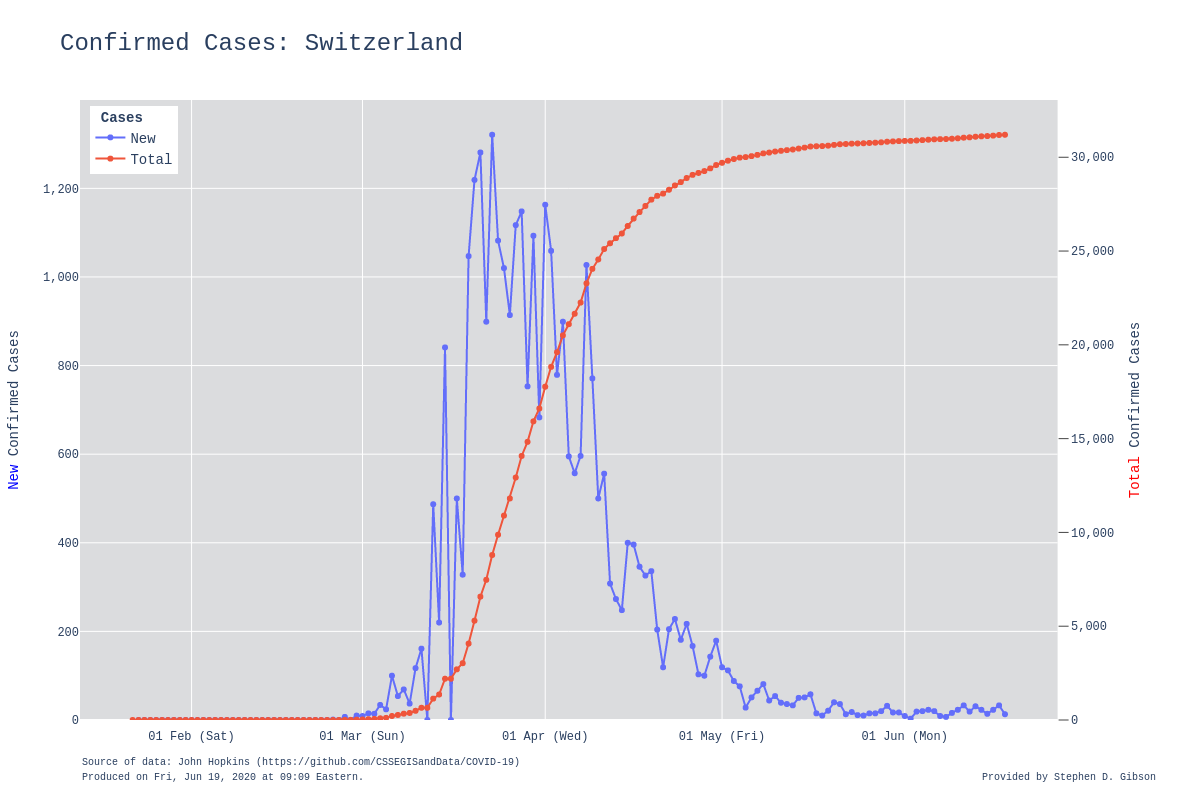 Confirmed Cases: Switzerland
Cases
New
Total
1,200
1,000
800
600
400
200
0
30,000
25,000
20,000
15,000
10,000
5,000
0
New Confirmed Cases
Total Confirmed Cases
01 Feb (Sat)
01 Mar (Sun)
01 Apr (Wed)
01 May (Fri)
01 Jun (Mon)
Source of data: John Hopkins (https://github.com/CSSEGISandData/COVID-19)
Produced on Fri, Jun 19, 2020 at 09:09 Eastern.
Provided by Stephen D. Gibson